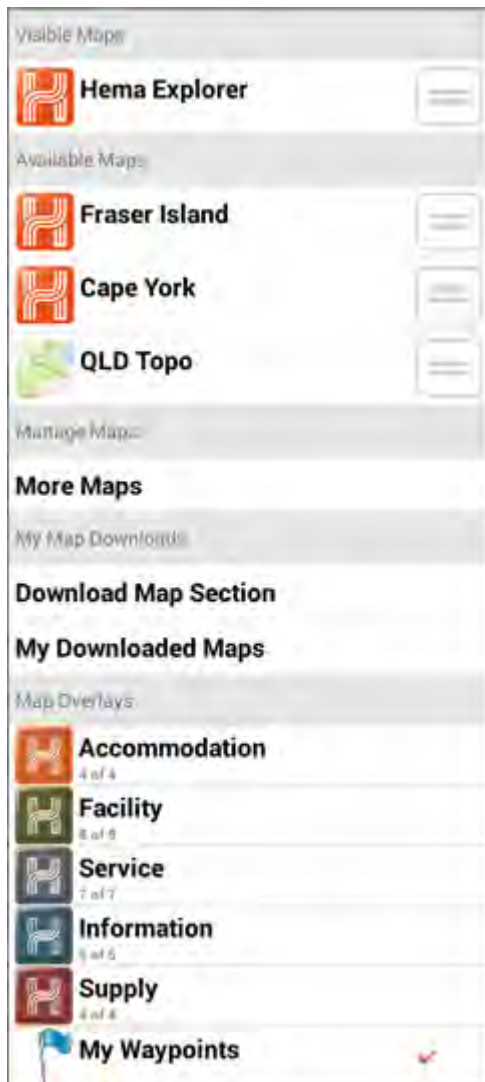 Visible Maps
Hema Explorer
Available Maps
Fraser Island
Cape York
QLD Topo
Manage Maps
More Maps
My Map Downloads
Download Map Section
My Downloaded Maps
Map Overlays
Accommodation
4 of 4
Facility
8 of 8
Service
7 of 7
Information
Supply
4 of 4
My Waypoints